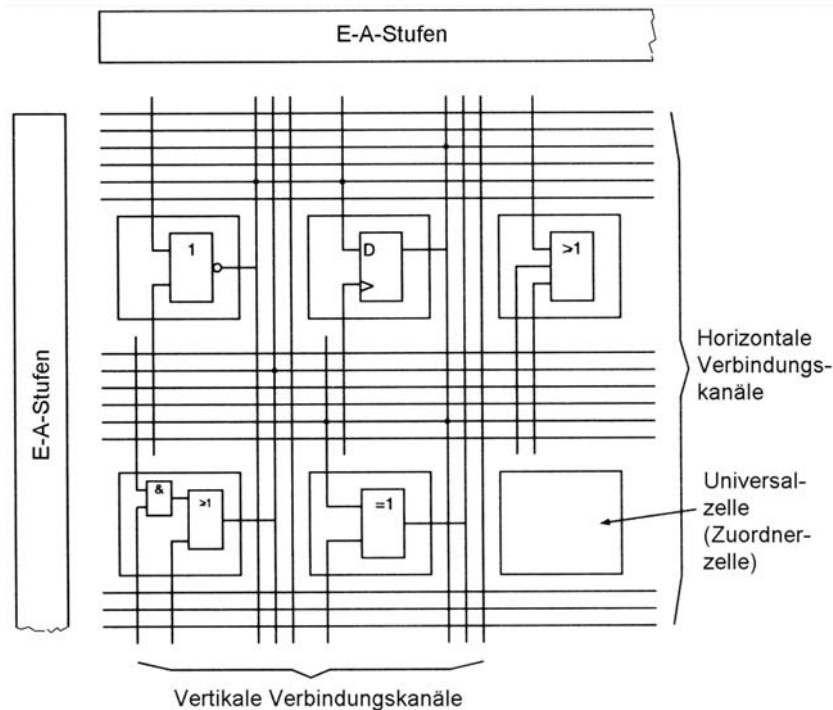 E-A-Stufen
E-A-Stufen
1
D
≥1
Horizontale
Verbindungs-
kanäle
&
≥1
=1
Universal-
zelle
(Zuordner-
zelle)
Vertikale Verbindungskanäle